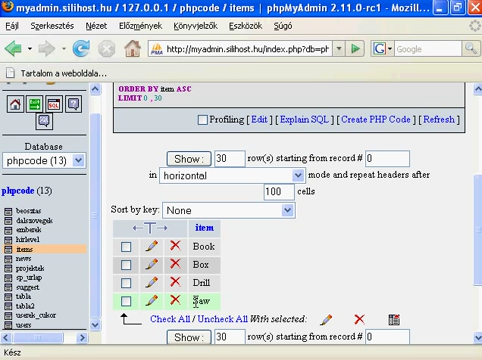 myadmin.silihost.hu / 127.0.0.1 / phpcode / items | phpMyAdmin 2.11.0-rc1 - Mozill...
Fájl Szerkesztés Nézet Előzmények Könyvjelzők Eszközök Súgó
http://myadmin.silihost.hu/index.php?db=ph
Google
Tartalom a weboldala...
ORDER BY item ASC
LIMIT 0 , 30
Profiling [ Edit ] [ Explain SQL ] [ Create PHP Code ] [ Refresh ]
Database
phpcode (13)
phpcode (13)
beosztas
dalszovegek
emberek
hirlevel
items
news
projektek
sp_urlap
suggest
tabla
tabla2
userek_cukor
users
Show : 30 row(s) starting from record # 0
in horizontal mode and repeat headers after
100 cells
Sort by key: None
←T→ item
Book
Box
Drill
Saw
Check All / Uncheck All With selected:
Show : 30 row(s) starting from record # 0
Kész